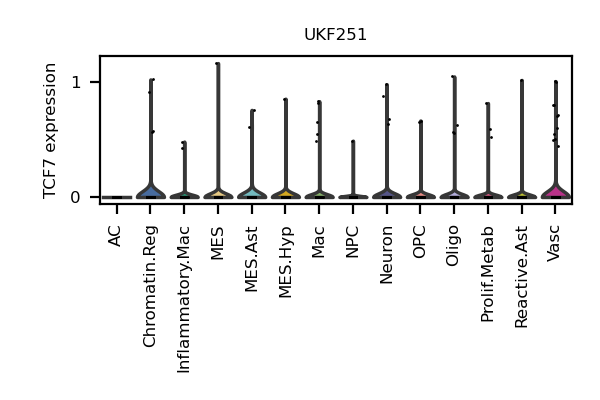 UKF251
TCF7 expression
1
0
AC
Chromatin.Reg
Inflammatory.Mac
MES
MES.Ast
MES.Hyp
Mac
NPC
Neuron
OPC
Oligo
Prolif.Metab
Reactive.Ast
Vasc